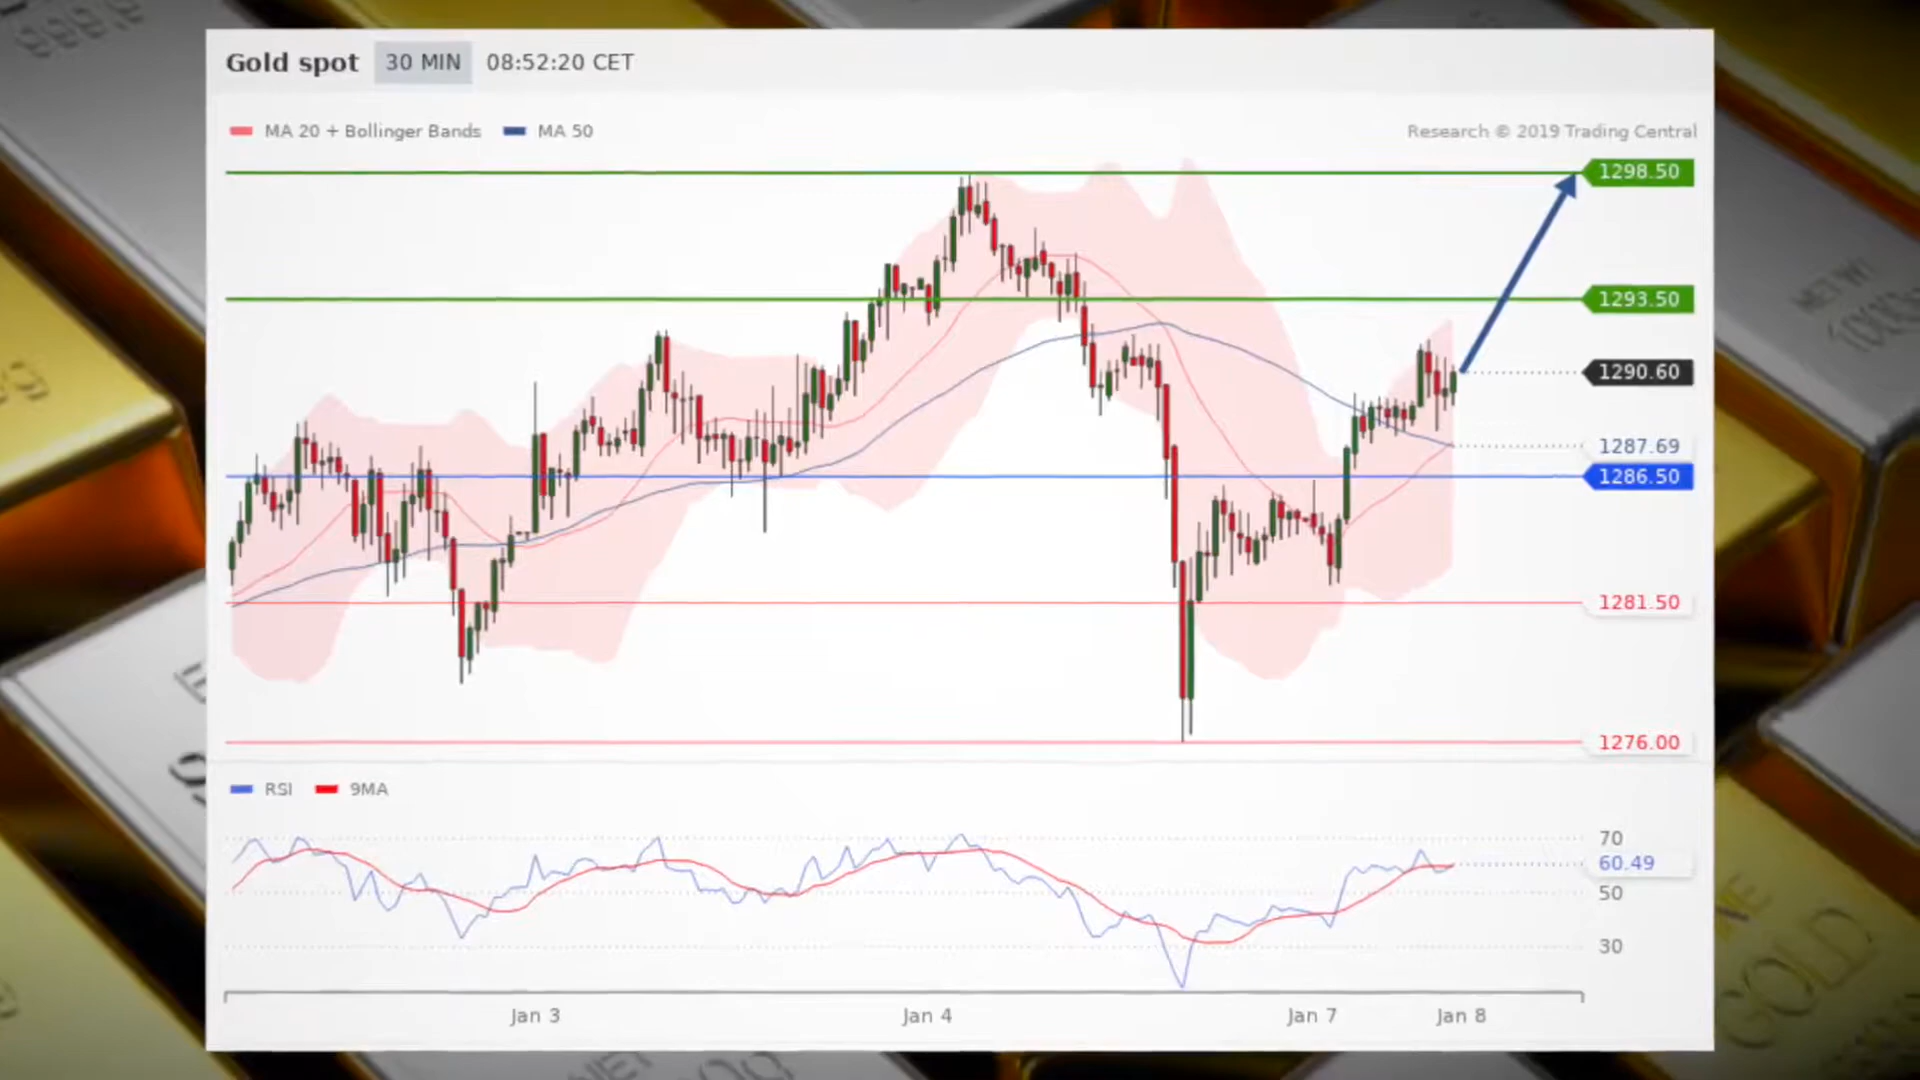 Gold spot 30 MIN 08:52:20 CET
MA 20 + Bollinger Bands MA 50 Research © 2019 Trading Central
1298.50
1293.50
1290.60
1287.69
1286.50
1281.50
1276.00
RSI 9MA
70
60.49
50
30
Jan 3 Jan 4 Jan 7 Jan 8
NET
GOLD